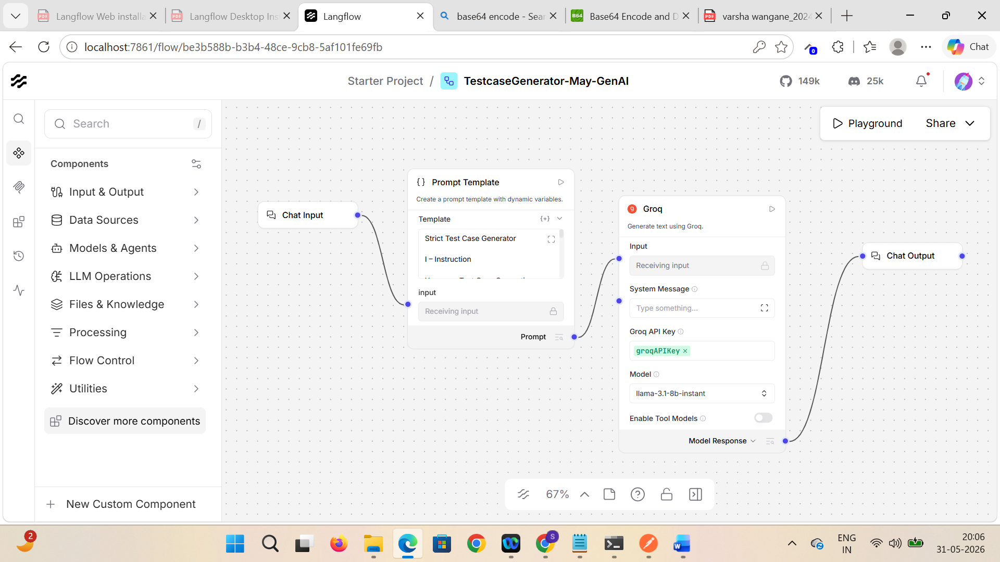 Langflow Web installa
Langflow Desktop Ins
Langflow
base64 encode - Sear
B64
Base64 Encode and D
PDF
varsha wangane_2024
localhost:7861/flow/be3b588b-b3b4-48ce-9cb8-5af101fe69fb
0
Chat
Starter Project / TestcaseGenerator-May-GenAI
149k
25k
Search
/
Playground
Share
Components
Input & Output
Data Sources
Models & Agents
LLM Operations
Files & Knowledge
Processing
Flow Control
Utilities
Discover more components
New Custom Component
Chat Input
Prompt Template
Create a prompt template with dynamic variables.
Template
Strict Test Case Generator
I – Instruction
input
Receiving input
Prompt
Groq
Generate text using Groq.
Input
Receiving input
System Message
Type something...
Groq API Key
groqAPIKey
Model
llama-3.1-8b-instant
Enable Tool Models
Model Response
Chat Output
67%
2
S
ENG
IN
20:06
31-05-2026